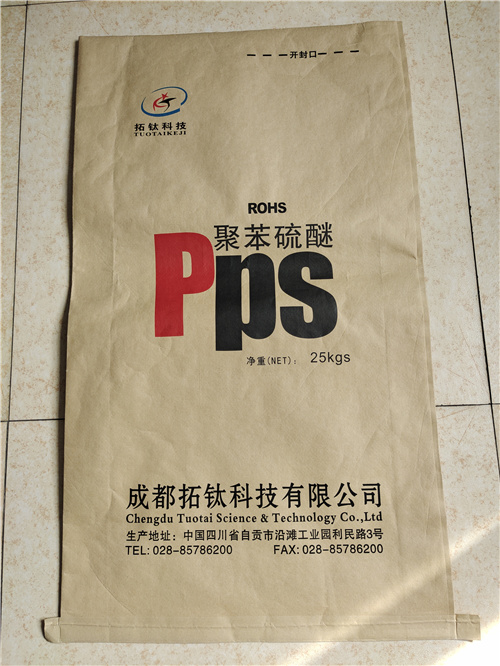 开封口
拓钛科技
TUOTAIKEJI
ROHS
聚苯硫醚
Pps
净重(NET): 25kgs
成都拓钛科技有限公司
Chengdu Tuotai Science & Technology Co.,Ltd
生产地址: 中国四川省自贡市沿滩工业园利民路3号
TEL: 028-85786200 FAX: 028-85786200